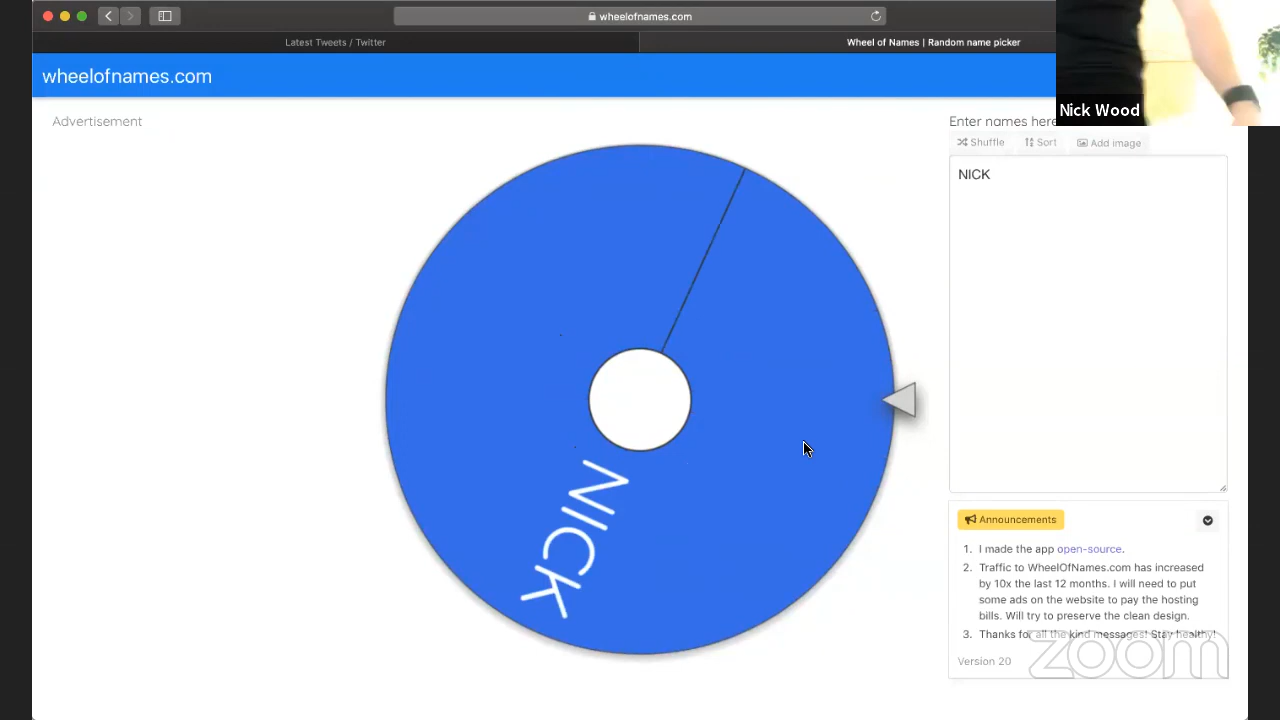 wheelofnames.com
Latest Tweets / Twitter
Wheel of Names | Random name picker
Nick Wood
wheelofnames.com
Advertisement
Enter names here
Shuffle
Sort
Add image
NICK
NICK
Announcements
1. I made the app open-source.
2. Traffic to WheelOfNames.com has increased
by 10x the last 12 months. I will need to put
some ads on the website to pay the hosting
bills. Will try to preserve the clean design.
3. Thanks for all the kind messages! Stay healthy!
Version 20
zoom